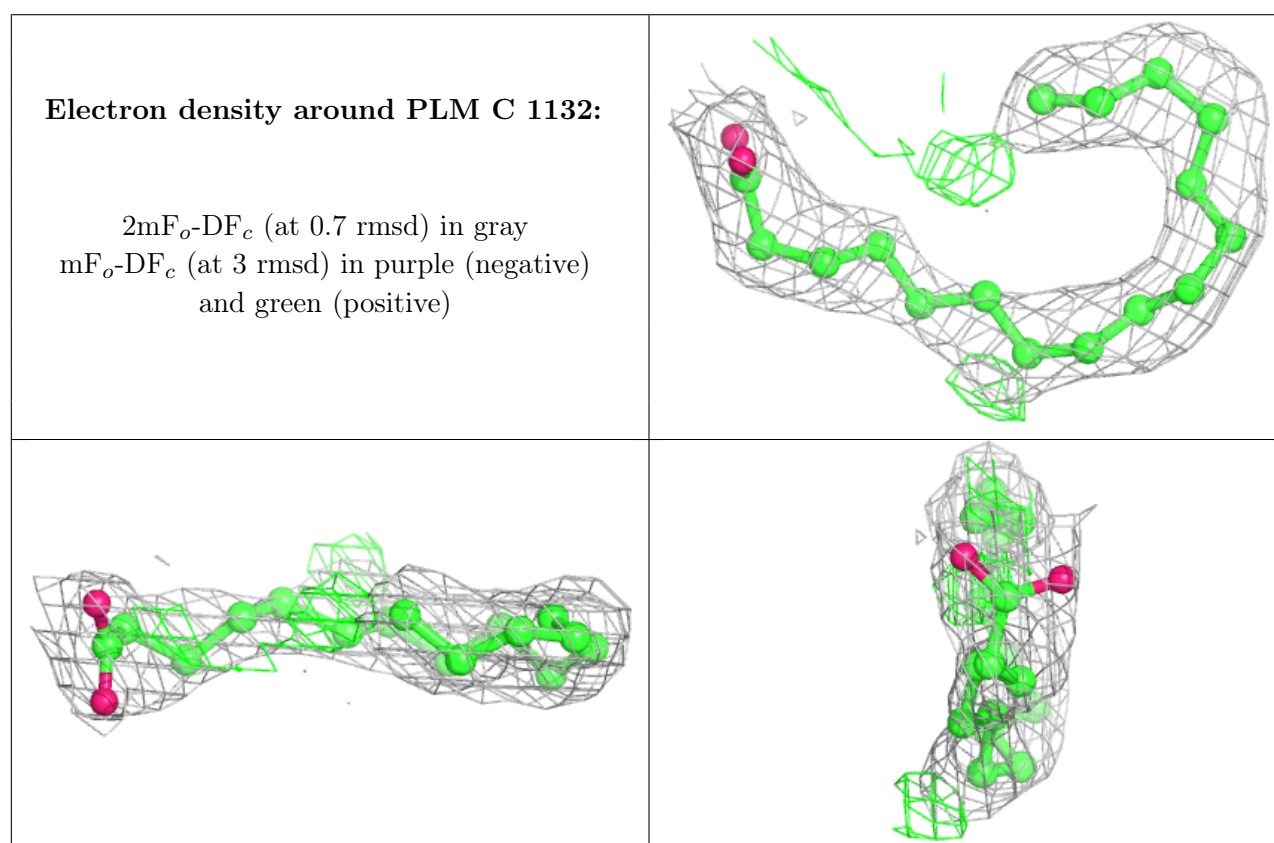 Electron density around PLM C 1132:
2mFo-DFc (at 0.7 rmsd) in gray
mFo-DFc (at 3 rmsd) in purple (negative)
and green (positive)